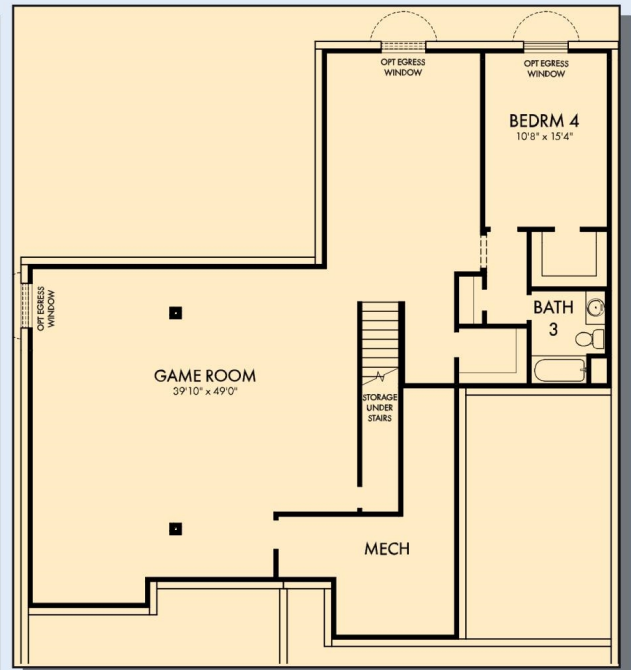 OPT EGRESS
WINDOW
OPT EGRESS
WINDOW
BEDRM 4
10'8" x 15'4"
OPT EGRESS
WINDOW
BATH
3
GAME ROOM
39'10" x 49'0"
STORAGE
UNDER
STAIRS
MECH